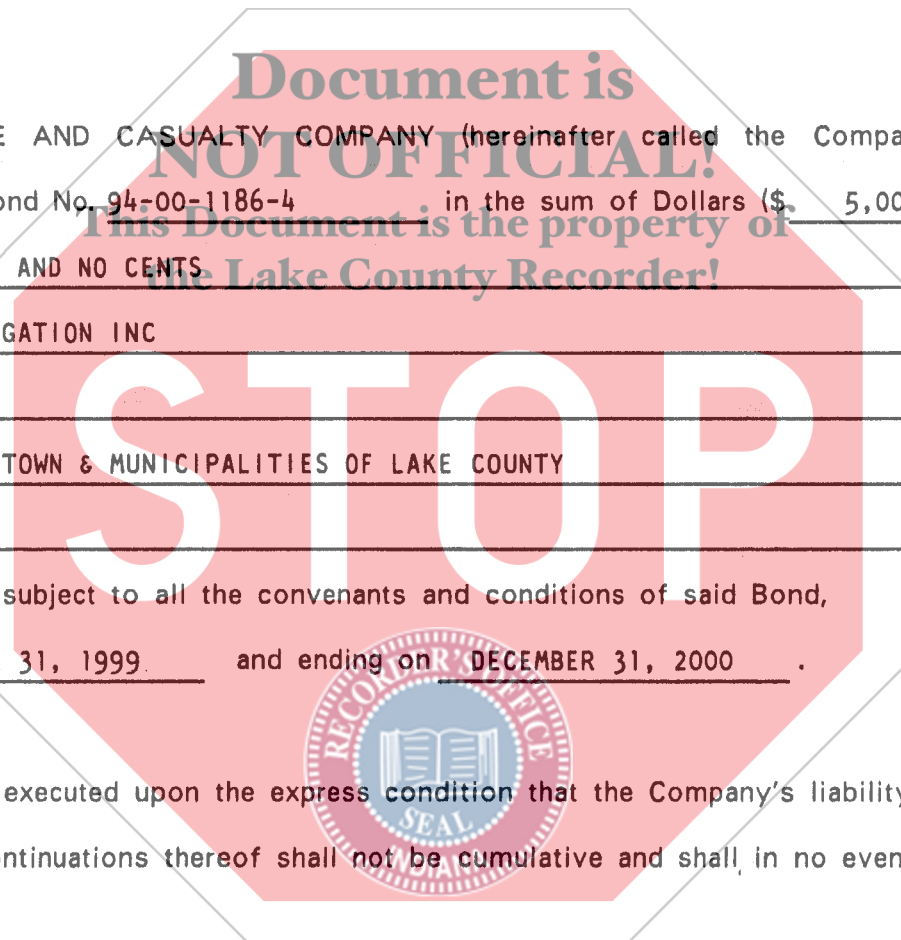 Document is
NOT OFFICIAL!
This Document is the property of
the Lake County Recorder!
STOP
E AND CASUALTY COMPANY (hereinafter called the Compa
ond No. 94-00-1186-4 in the sum of Dollars ($ 5,00
AND NO CENTS
GATION INC
TOWN & MUNICIPALITIES OF LAKE COUNTY
subject to all the convenants and conditions of said Bond,
31, 1999 and ending on DECEMBER 31, 2000 .
RECORDER'S OFFICE
SEAL
INDIANA
executed upon the express condition that the Company's liability
ontinuations thereof shall not be cumulative and shall in no even